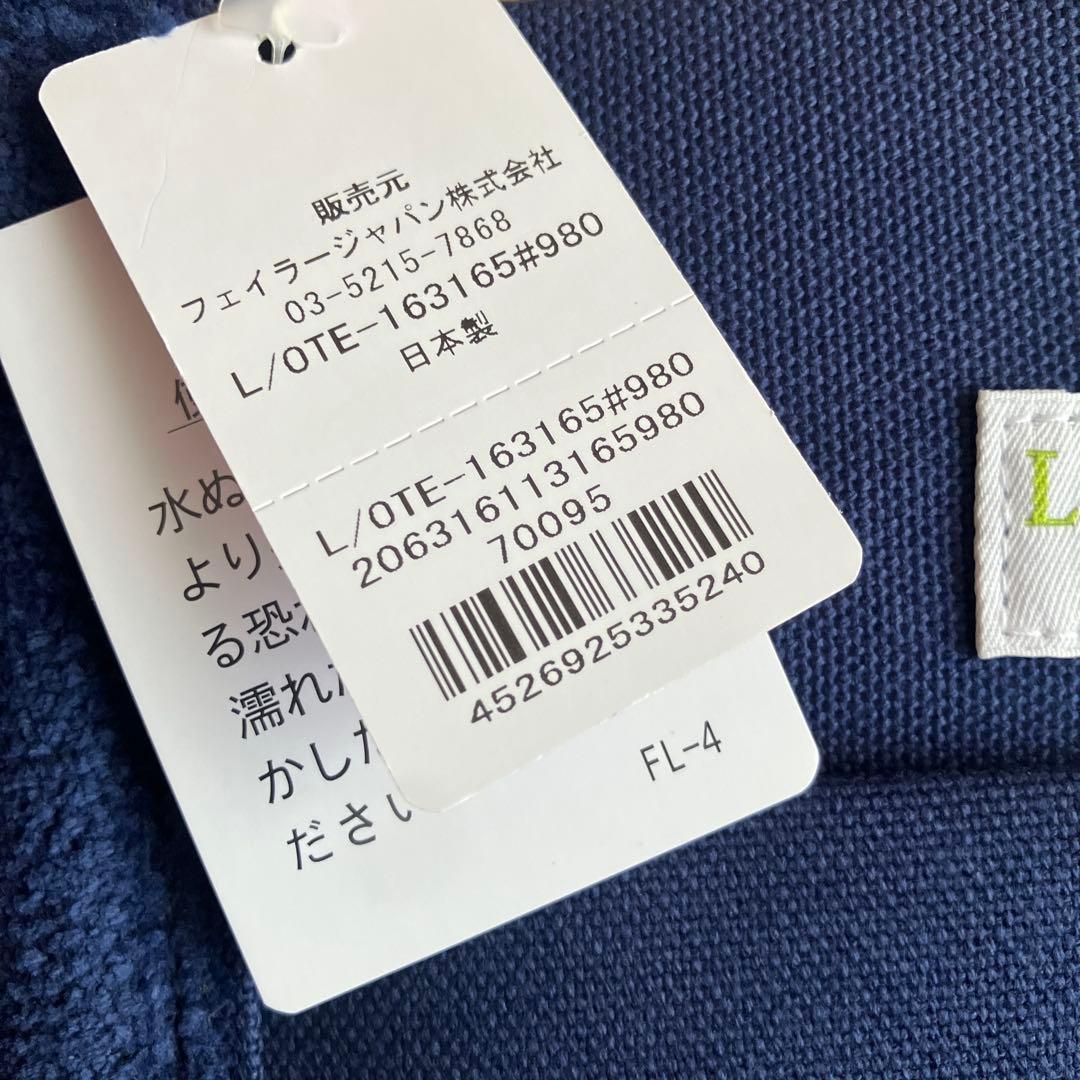 販売元
フェイラージャパン株式会社
03-5215-7868
L/OTE-163165#980
日本製
L/OTE-163165#980
206316113165980
70095
4526925335240
水ぬ
より
る恐
濡れ
かした
ださい
FL-4
L